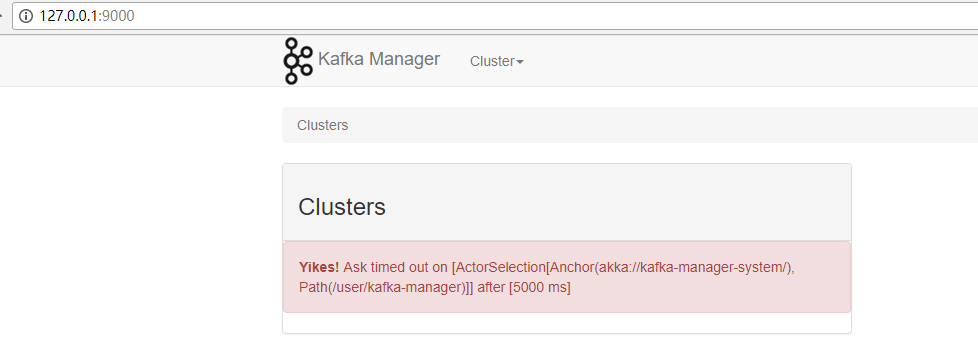 127.0.0.1:9000
Kafka Manager
Cluster
Clusters
Clusters
Yikes! Ask timed out on [ActorSelection[Anchor(akka://kafka-manager-system/),
Path(/user/kafka-manager)]] after [5000 ms]